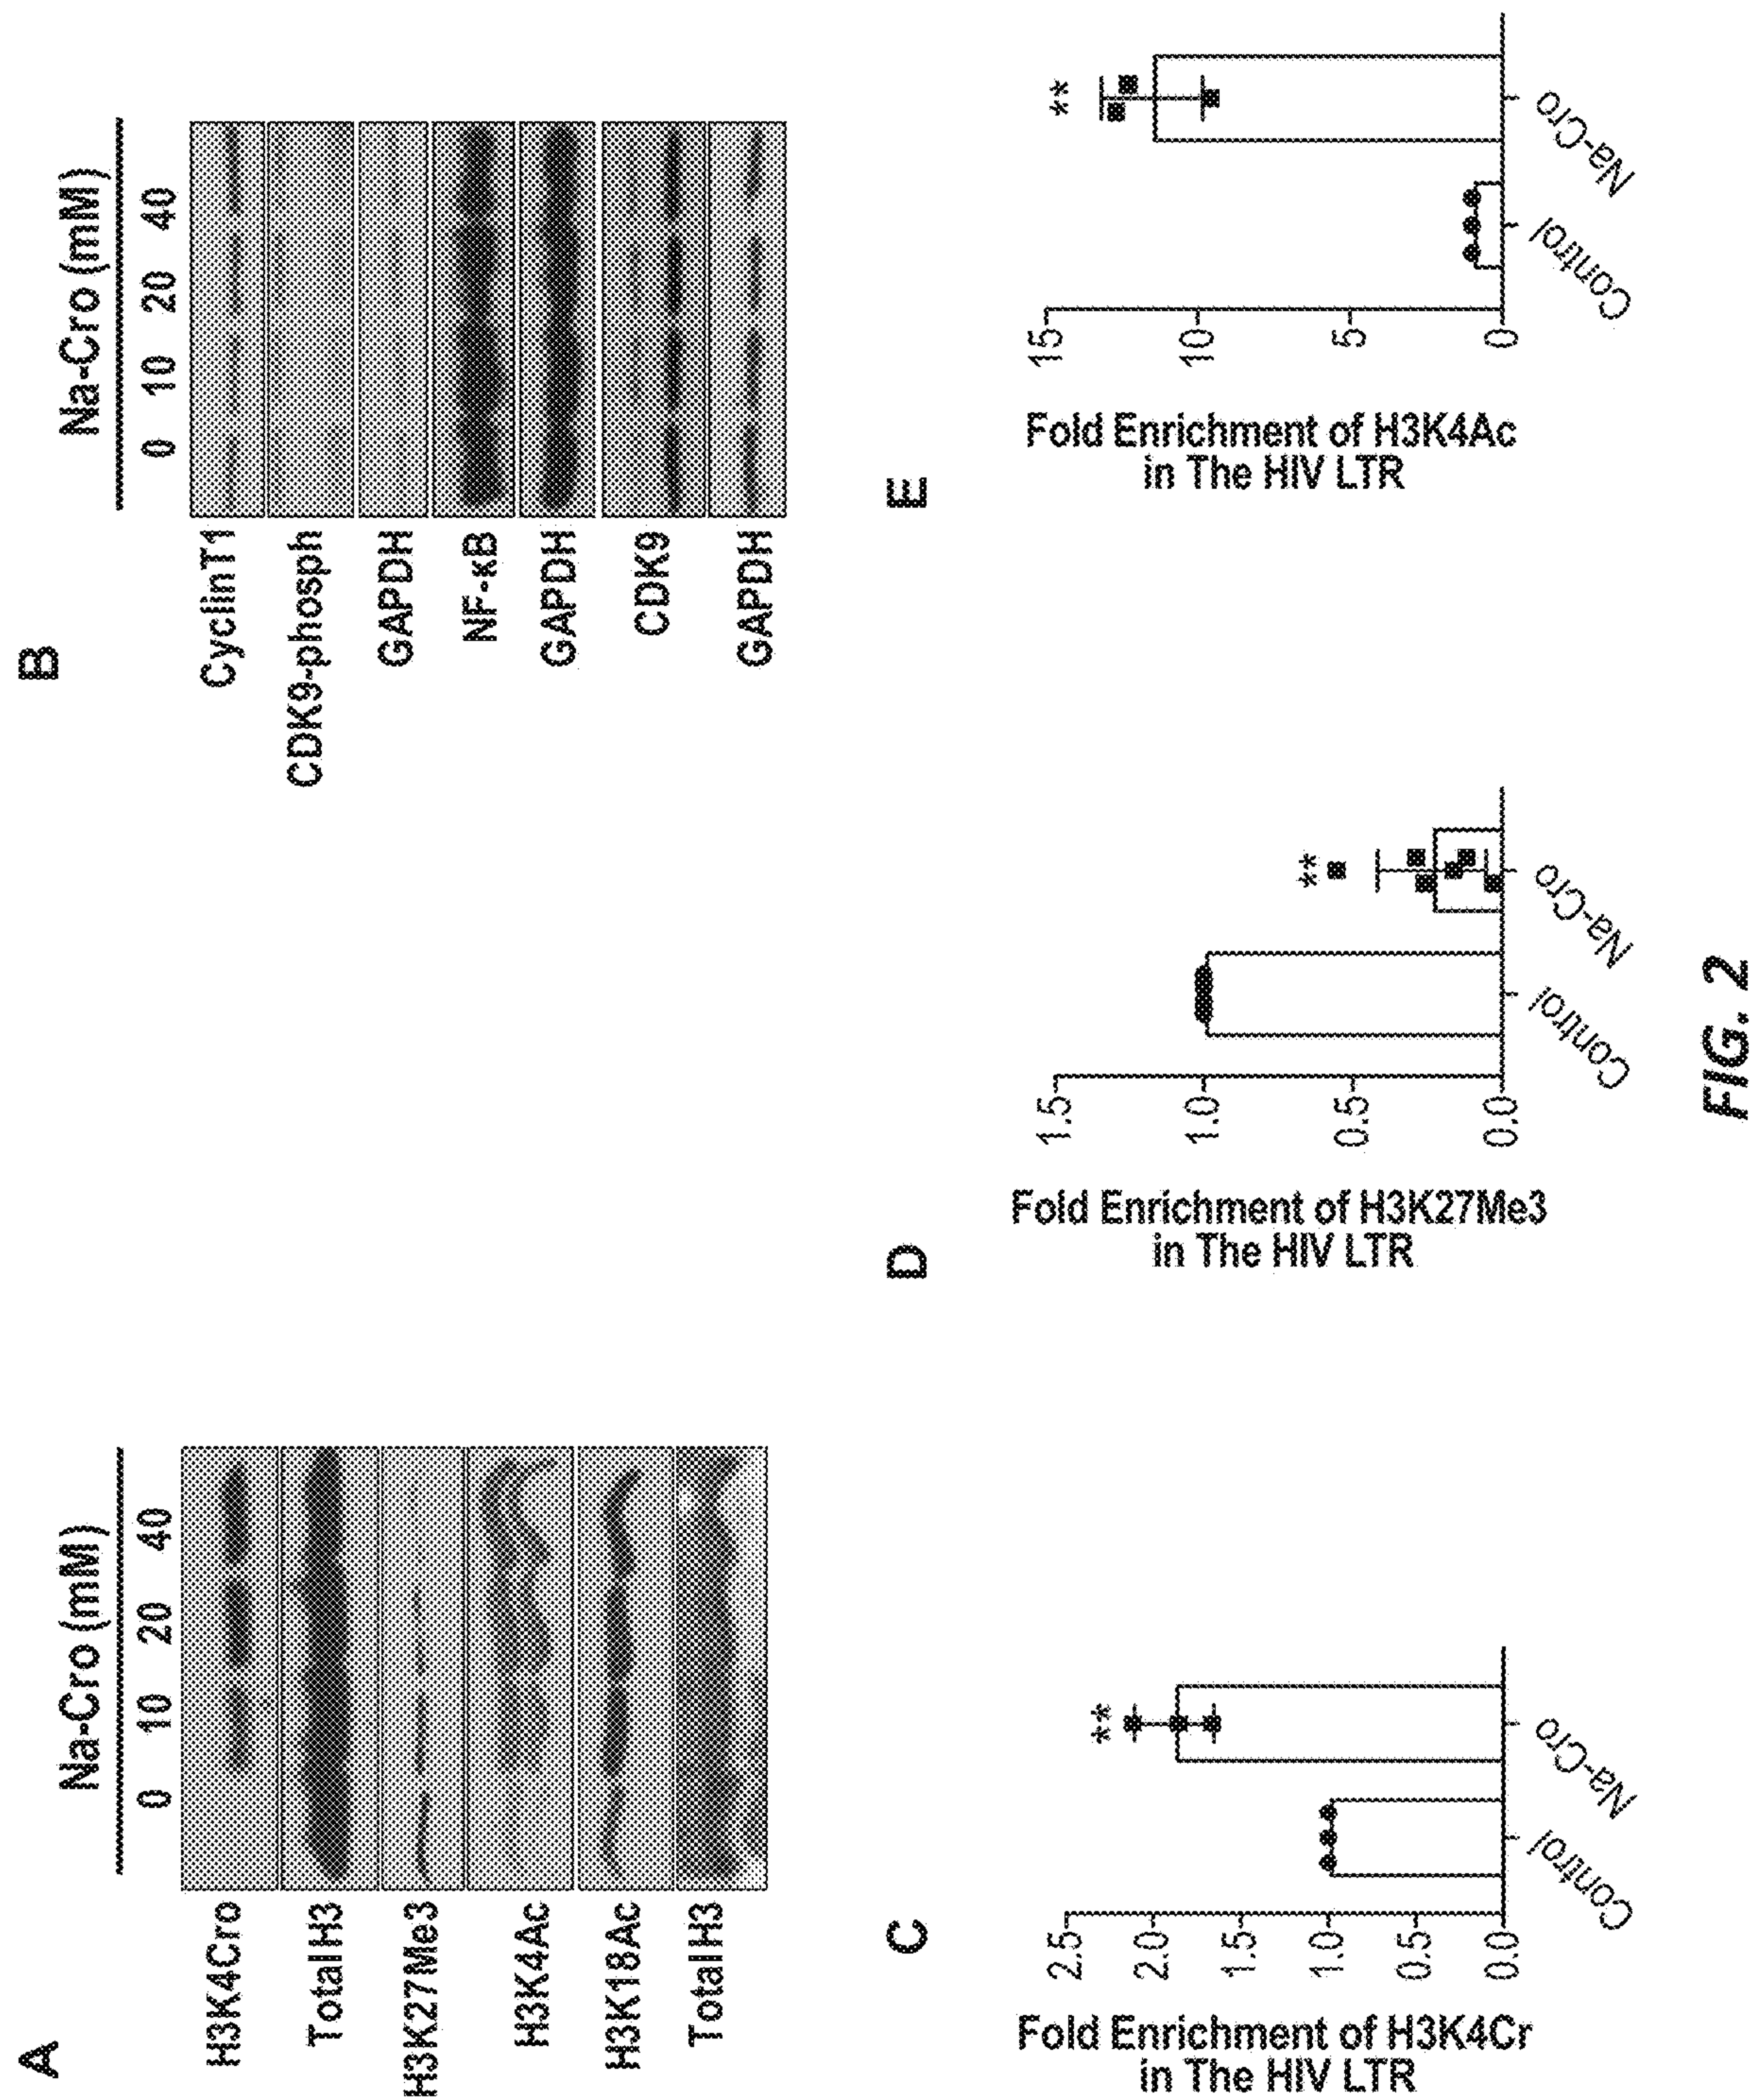 A
Na-Cro (mM)
0 10 20 40
H3K4Cro
TotalH3
H3K27Me3
H3K4Ac
H3K18Ac
TotalH3
B
Na-Cro (mM)
0 10 20 40
CyclinT1
CDK9-phosph
GAPDH
NF-κB
GAPDH
CDK9
GAPDH
C
Fold Enrichment of H3K4Cr
in The HIV LTR
2.5
2.0
1.5
1.0
0.5
0.0
**
Control
Na-Cro
D
Fold Enrichment of H3K27Me3
in The HIV LTR
1.5
1.0
0.5
0.0
**
Control
Na-Cro
E
Fold Enrichment of H3K4Ac
in The HIV LTR
15
10
5
0
**
Control
Na-Cro
FIG. 2